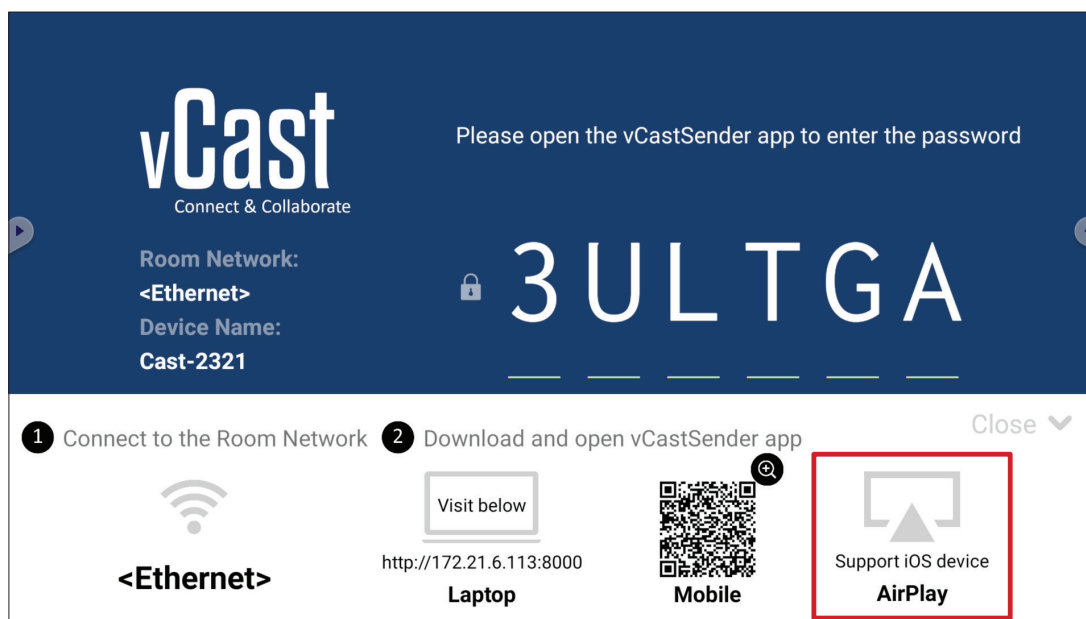 vCast
Connect & Collaborate
Please open the vCastSender app to enter the password
Room Network:
<Ethernet>
Device Name:
Cast-2321
3ULTGA
Close
1 Connect to the Room Network
2 Download and open vCastSender app
<Ethernet>
Visit below
http://172.21.6.113:8000
Laptop
Mobile
Support iOS device
AirPlay